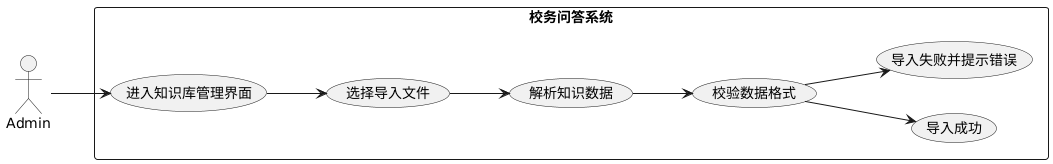 校务问答系统
Admin
进入知识库管理界面
选择导入文件
解析知识数据
校验数据格式
导入失败并提示错误
导入成功